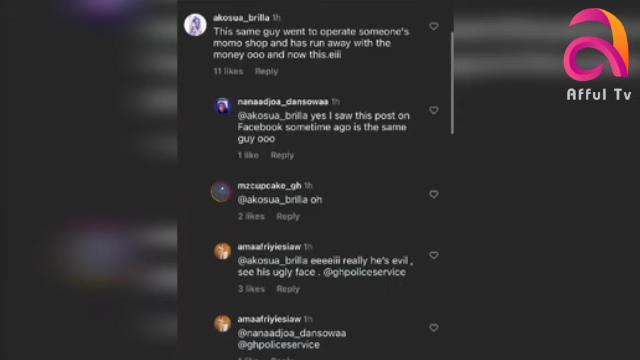 akosua_brilla 1h
This same guy went to operate someone's
momo shop and has run away with the
money ooo and now this.eiii
11 likes Reply
nanaadjoa_dansowaa 1h
@akosua_brilla yes I saw this post on
Facebook sometime ago is the same
guy ooo
1 like Reply
mzcupcake_gh 1h
@akosua_brilla oh
2 likes Reply
amaafriyiesiaw 1h
@akosua_brilla eeeeiii really he's evil ,
see his ugly face . @ghpoliceservice
3 likes Reply
amaafriyiesiaw 1h
@nanaadjoa_dansowaa
@ghpoliceservice
1 like Reply
Afful Tv